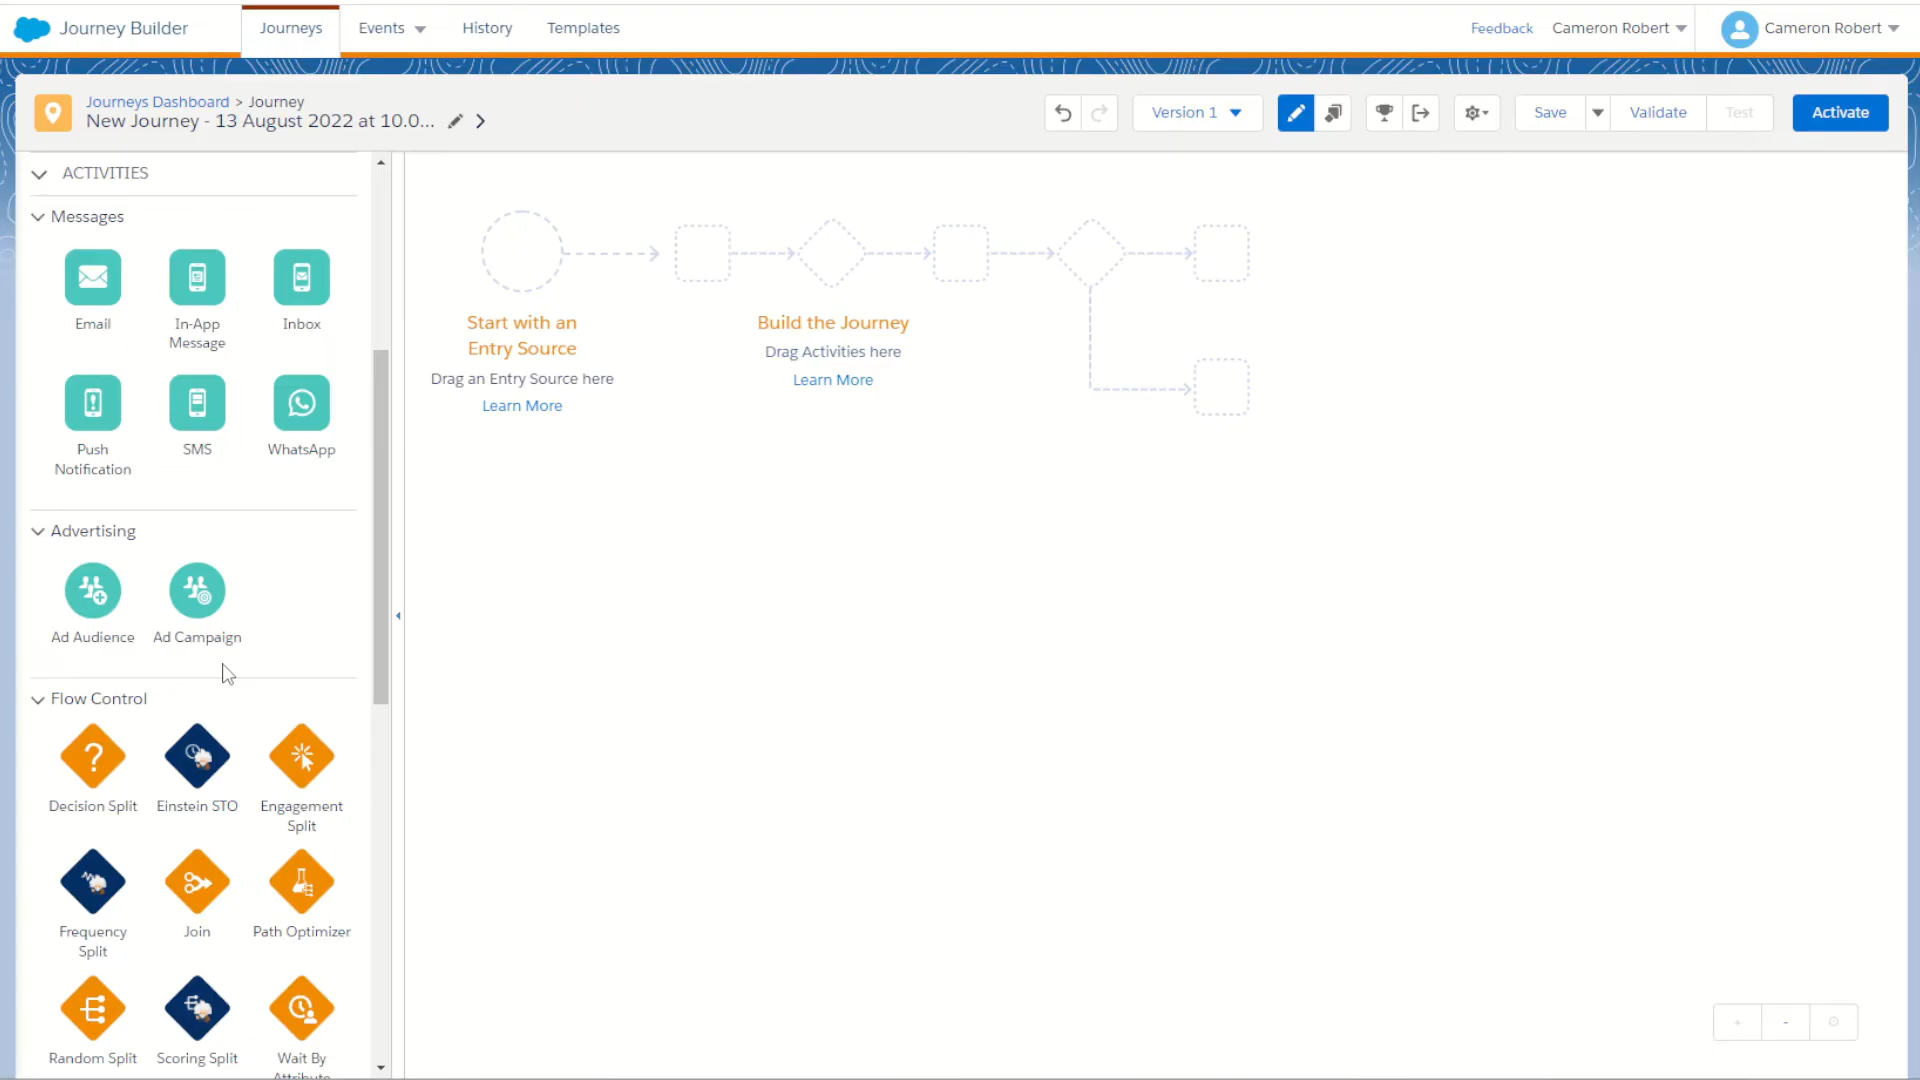 Journey Builder
Journeys
Events
History
Templates
Feedback
Cameron Robert
Cameron Robert
Journeys Dashboard > Journey
New Journey - 13 August 2022 at 10.0...
Version 1
Save
Validate
Test
Activate
ACTIVITIES
Messages
Email
In-App
Message
Inbox
Push
Notification
SMS
WhatsApp
Advertising
Ad Audience
Ad Campaign
Flow Control
Decision Split
Einstein STO
Engagement
Split
Frequency
Split
Join
Path Optimizer
Random Split
Scoring Split
Wait By
Attribute
Start with an
Entry Source
Drag an Entry Source here
Learn More
Build the Journey
Drag Activities here
Learn More